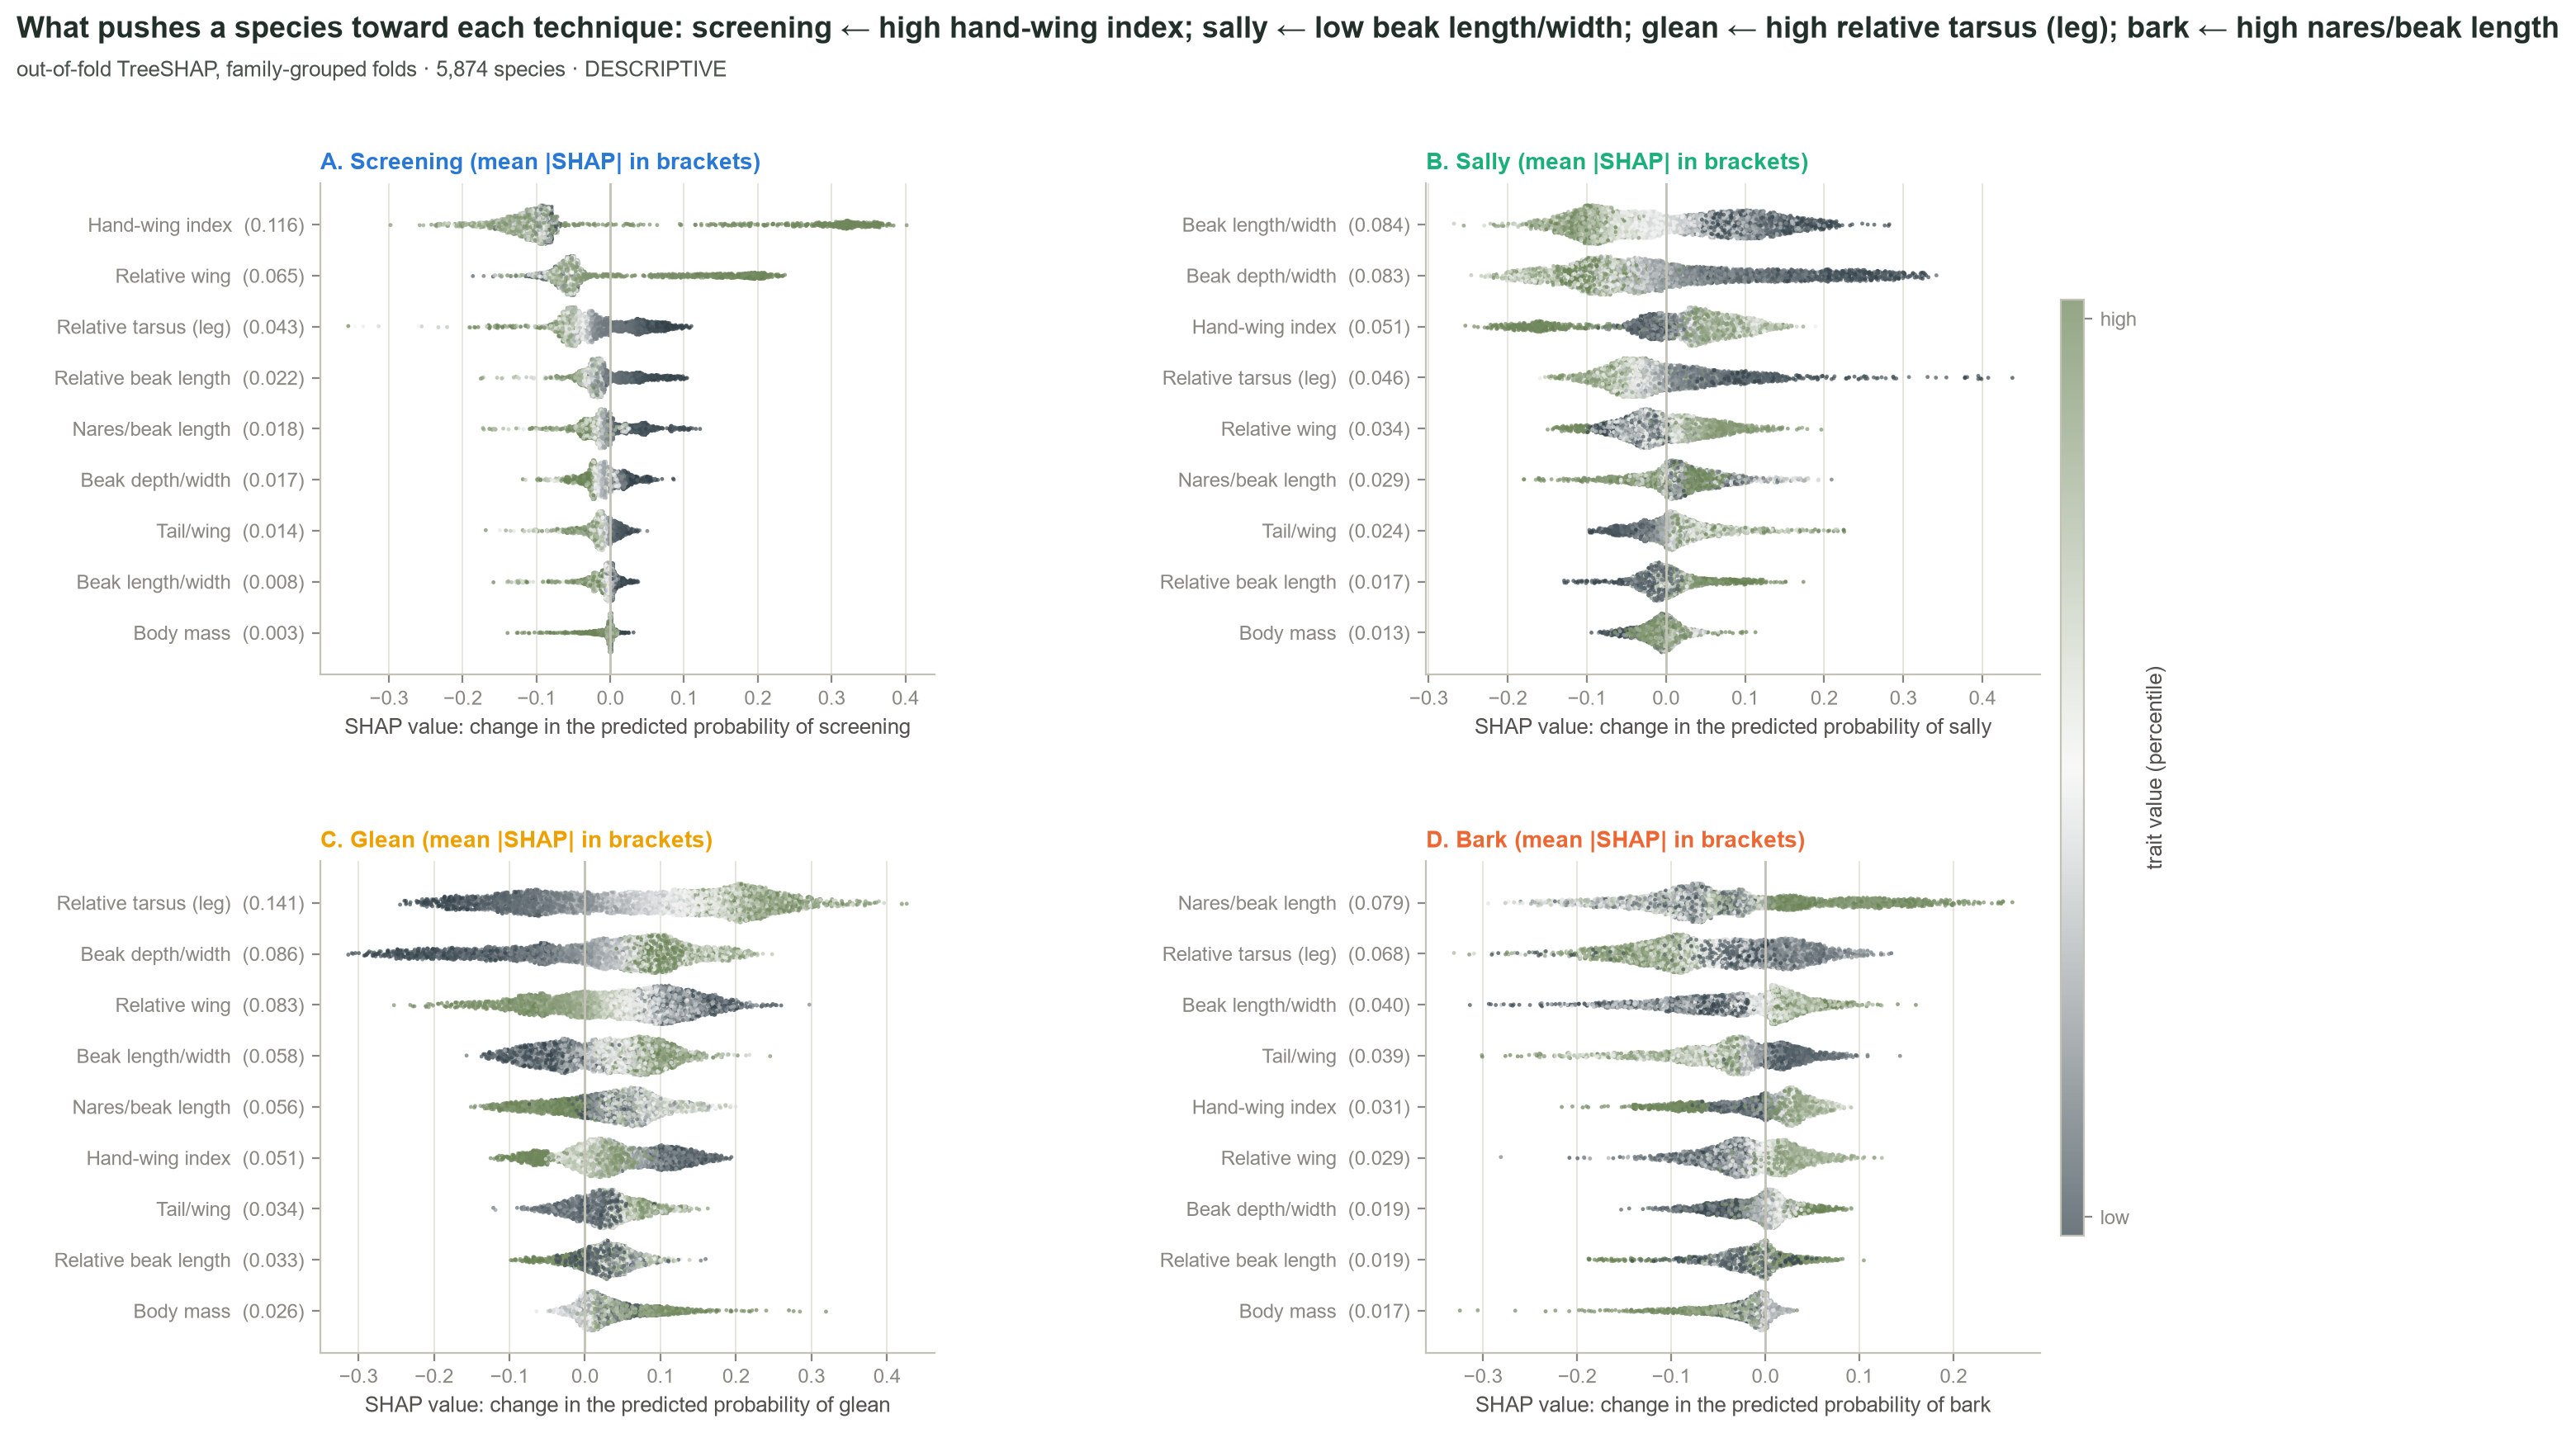 What pushes a species toward each technique: screening ← high hand-wing index; sally ← low beak length/width; glean ← high relative tarsus (leg); bark ← high nares/beak length
out-of-fold TreeSHAP, family-grouped folds · 5,874 species · DESCRIPTIVE
A. Screening (mean |SHAP| in brackets)
Hand-wing index (0.116)
Relative wing (0.065)
Relative tarsus (leg) (0.043)
Relative beak length (0.022)
Nares/beak length (0.018)
Beak depth/width (0.017)
Tail/wing (0.014)
Beak length/width (0.008)
Body mass (0.003)
−0.3 −0.2 −0.1 0.0 0.1 0.2 0.3 0.4
SHAP value: change in the predicted probability of screening
B. Sally (mean |SHAP| in brackets)
Beak length/width (0.084)
Beak depth/width (0.083)
Hand-wing index (0.051)
Relative tarsus (leg) (0.046)
Relative wing (0.034)
Nares/beak length (0.029)
Tail/wing (0.024)
Relative beak length (0.017)
Body mass (0.013)
−0.3 −0.2 −0.1 0.0 0.1 0.2 0.3 0.4
SHAP value: change in the predicted probability of sally
C. Glean (mean |SHAP| in brackets)
Relative tarsus (leg) (0.141)
Beak depth/width (0.086)
Relative wing (0.083)
Beak length/width (0.058)
Nares/beak length (0.056)
Hand-wing index (0.051)
Tail/wing (0.034)
Relative beak length (0.033)
Body mass (0.026)
−0.3 −0.2 −0.1 0.0 0.1 0.2 0.3 0.4
SHAP value: change in the predicted probability of glean
D. Bark (mean |SHAP| in brackets)
Nares/beak length (0.079)
Relative tarsus (leg) (0.068)
Beak length/width (0.040)
Tail/wing (0.039)
Hand-wing index (0.031)
Relative wing (0.029)
Beak depth/width (0.019)
Relative beak length (0.019)
Body mass (0.017)
−0.3 −0.2 −0.1 0.0 0.1 0.2
SHAP value: change in the predicted probability of bark
high
trait value (percentile)
low